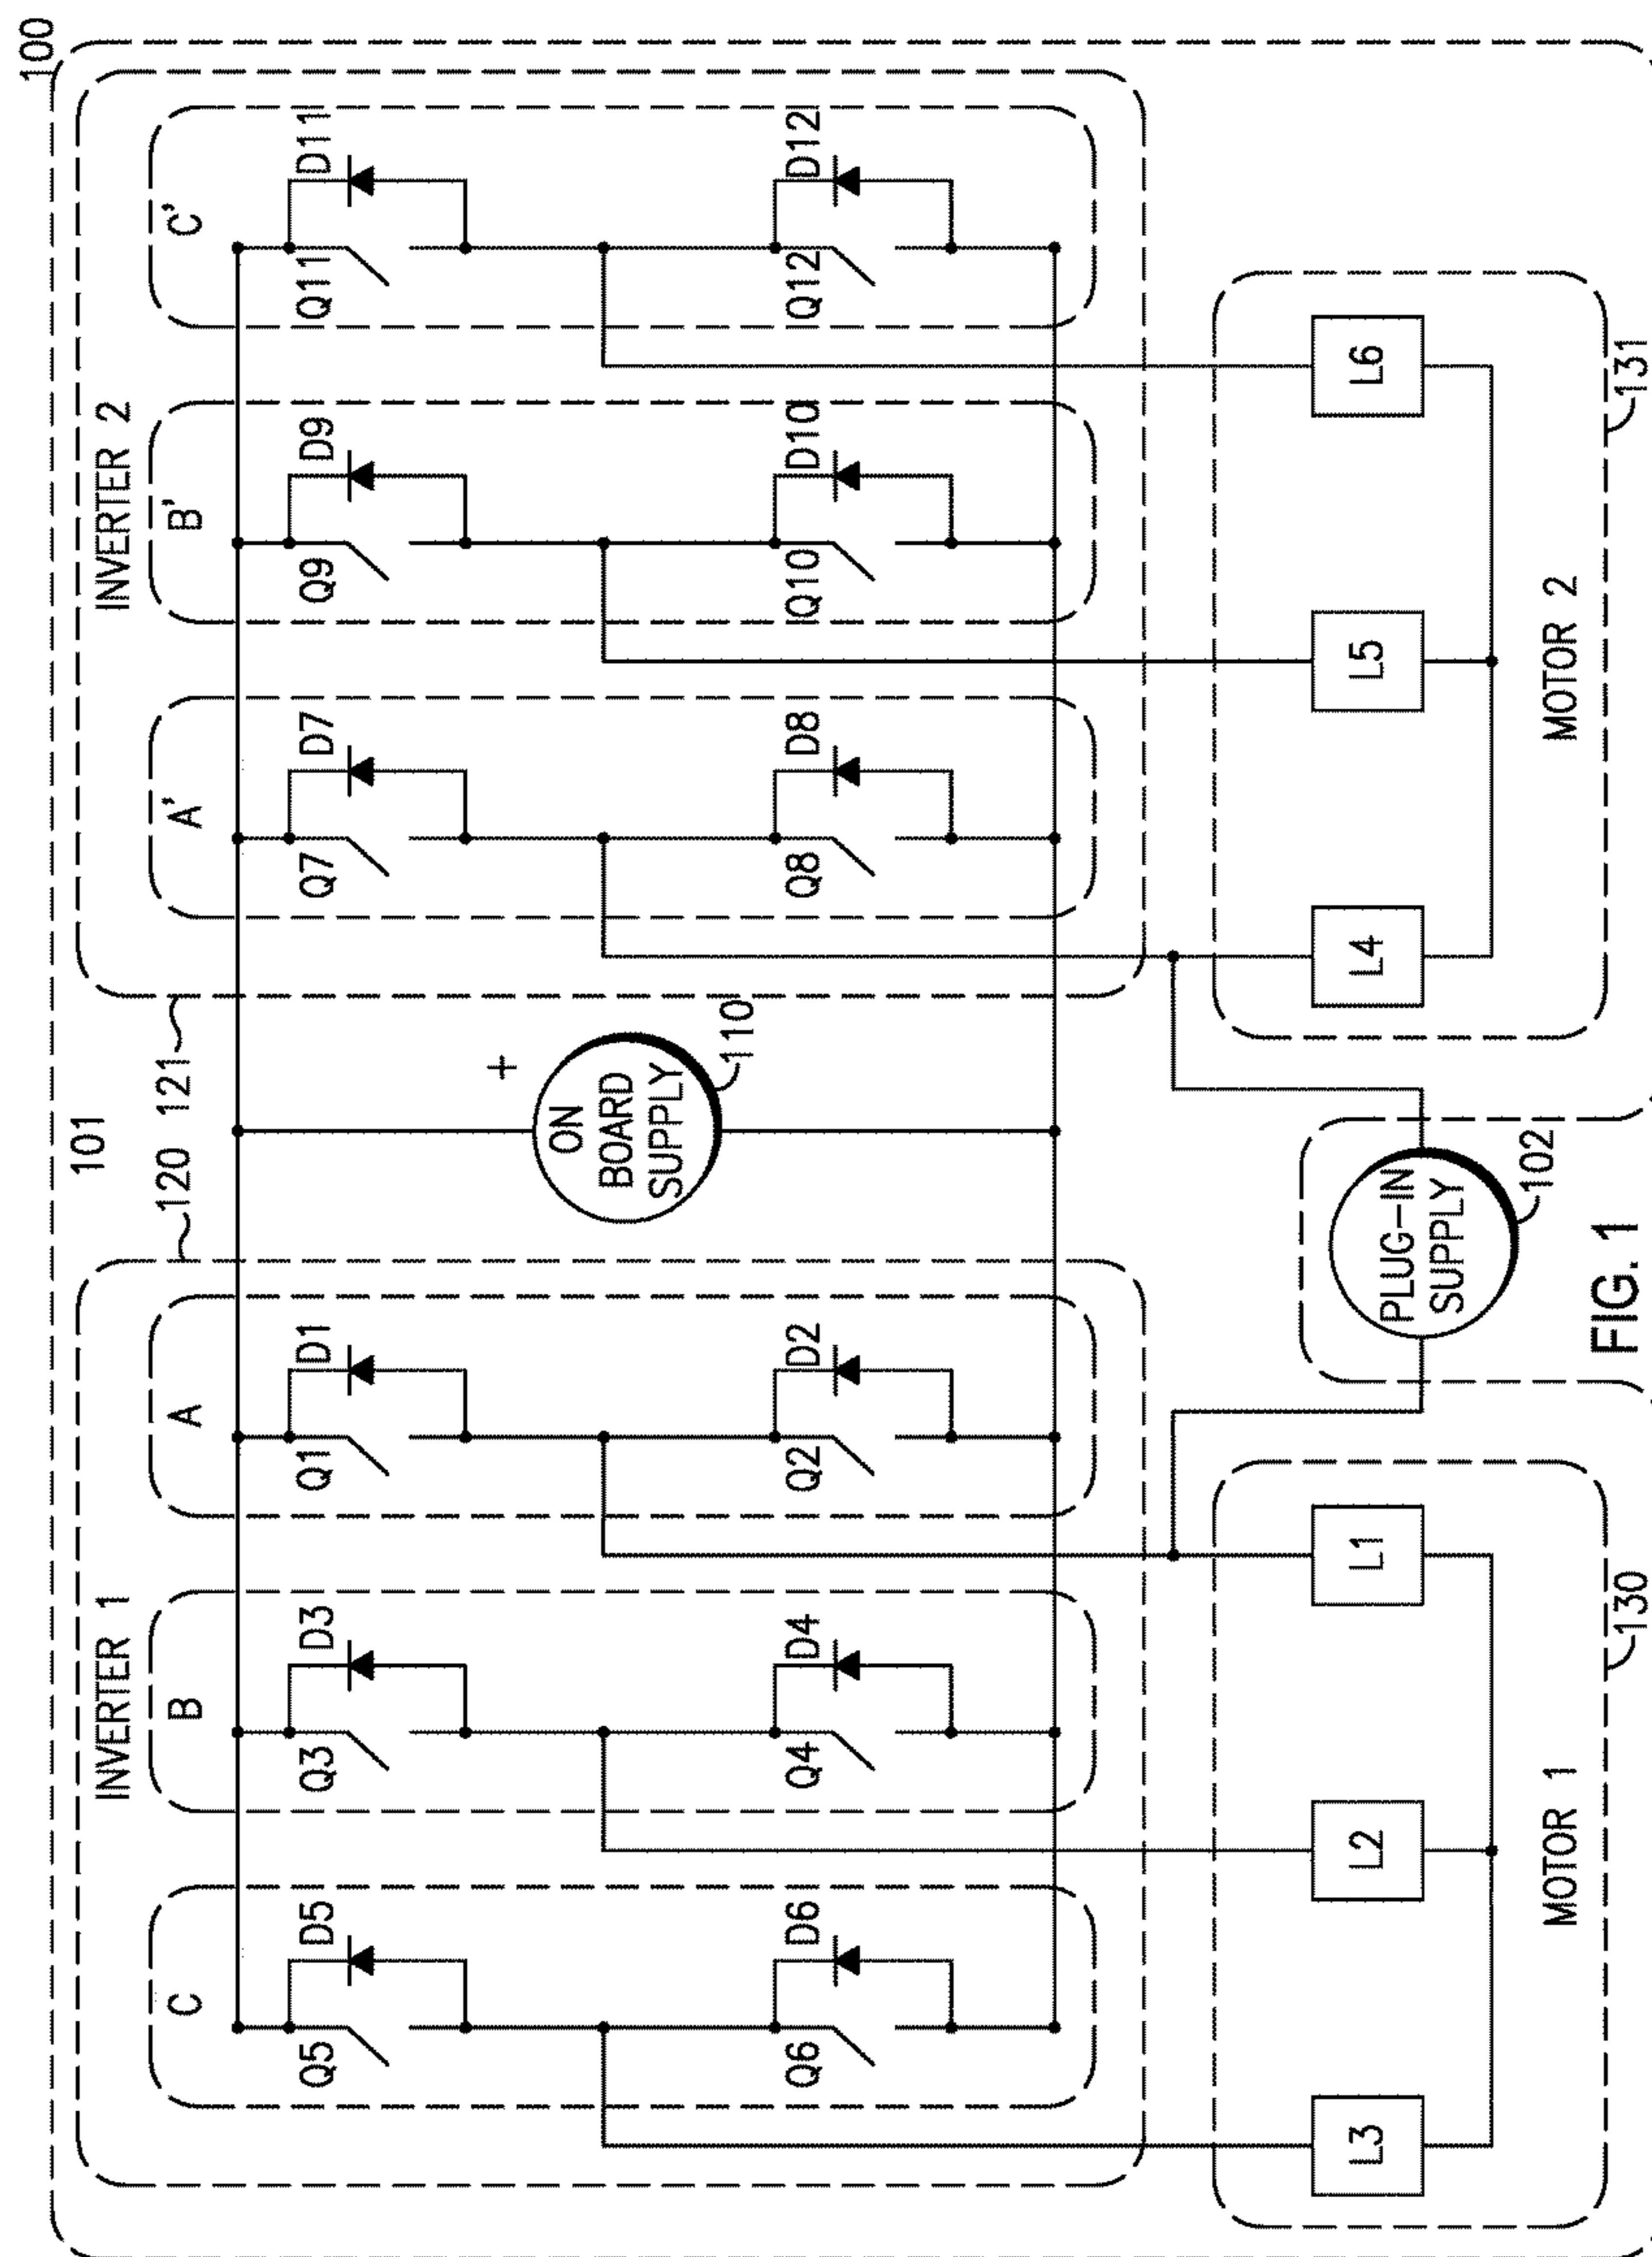 100
101
INVERTER 1
120
121
INVERTER 2
C
B
A
A'
B'
C'
Q5
D5
Q3
D3
Q1
D1
Q7
D7
Q9
D9
Q11
D11
+
ON
BOARD
SUPPLY
110
Q6
D6
Q4
D4
Q2
D2
Q8
D8
Q10
D10
Q12
D12
L3
L2
L1
PLUG-IN
SUPPLY
102
L4
L5
L6
MOTOR 1
130
MOTOR 2
131
FIG. 1